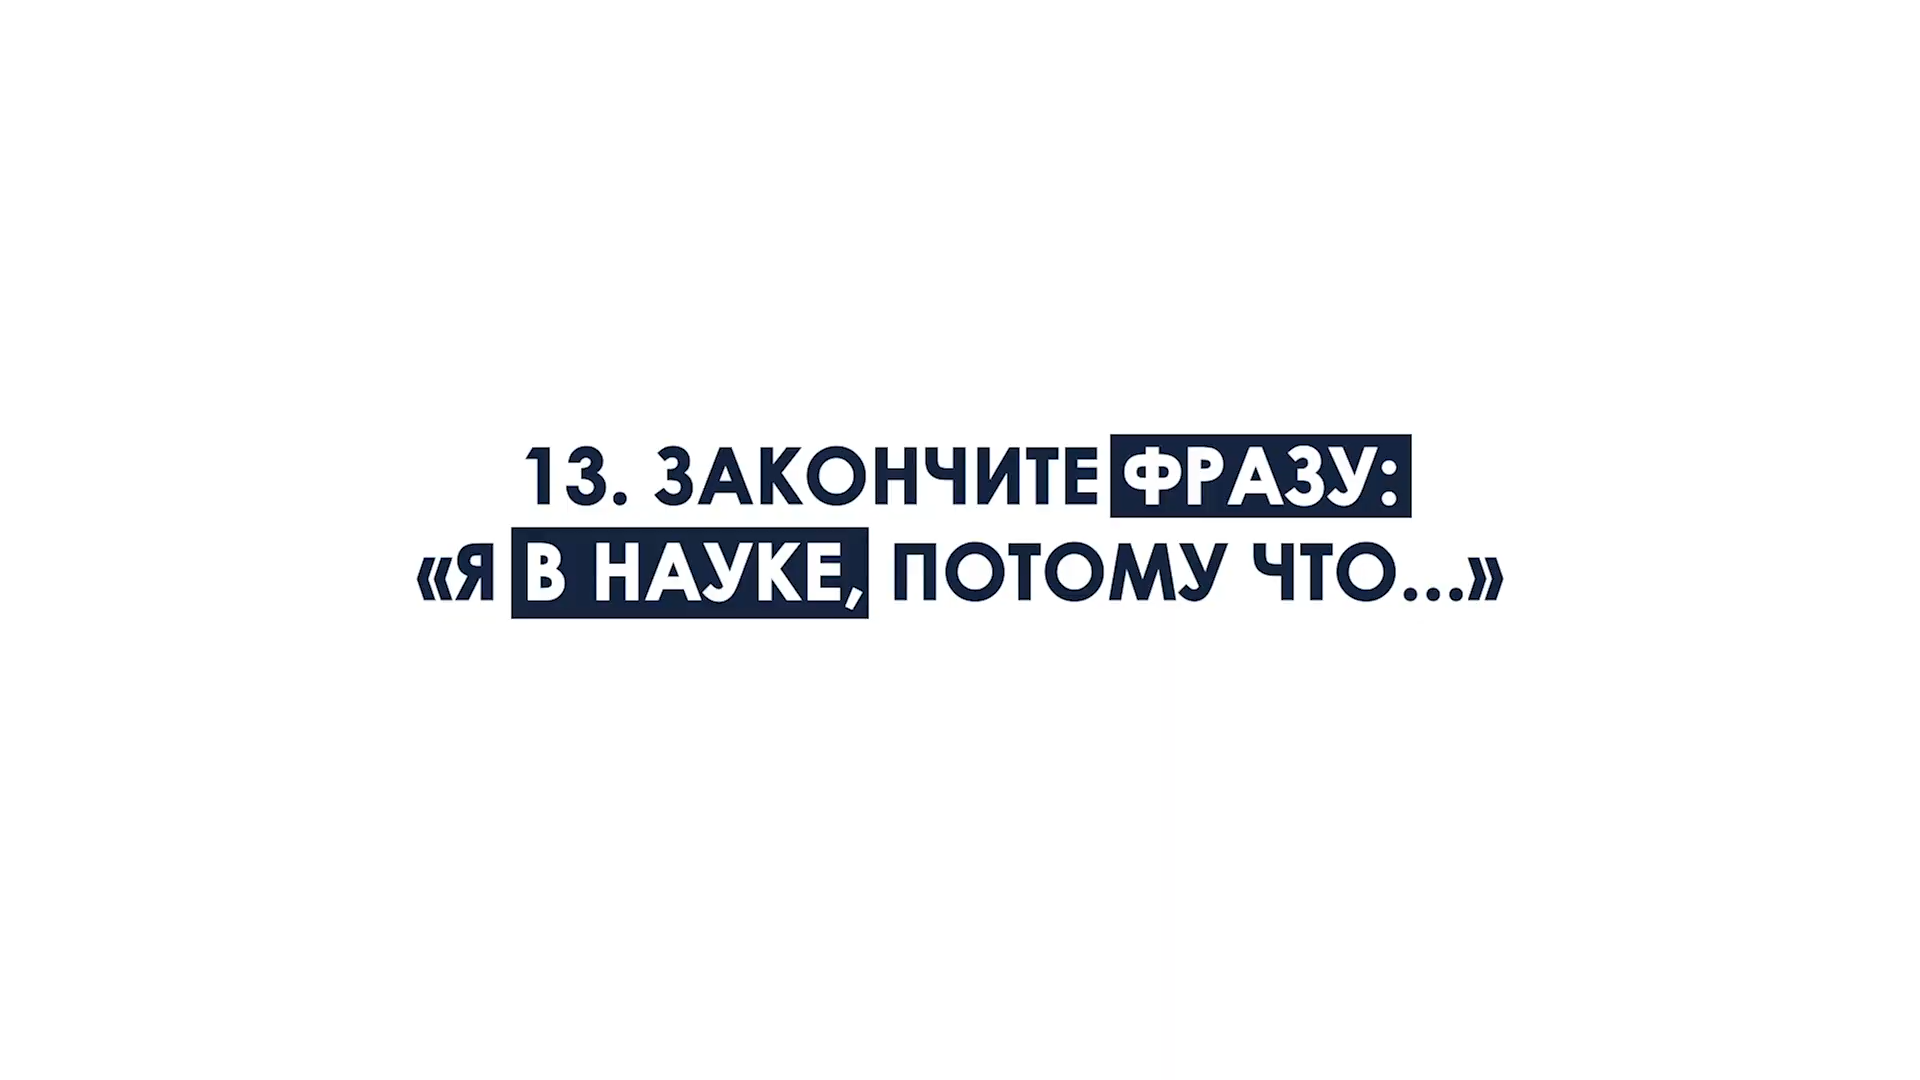 13. ЗАКОНЧИТЕ ФРАЗУ:
«Я В НАУКЕ, ПОТОМУ ЧТО...»